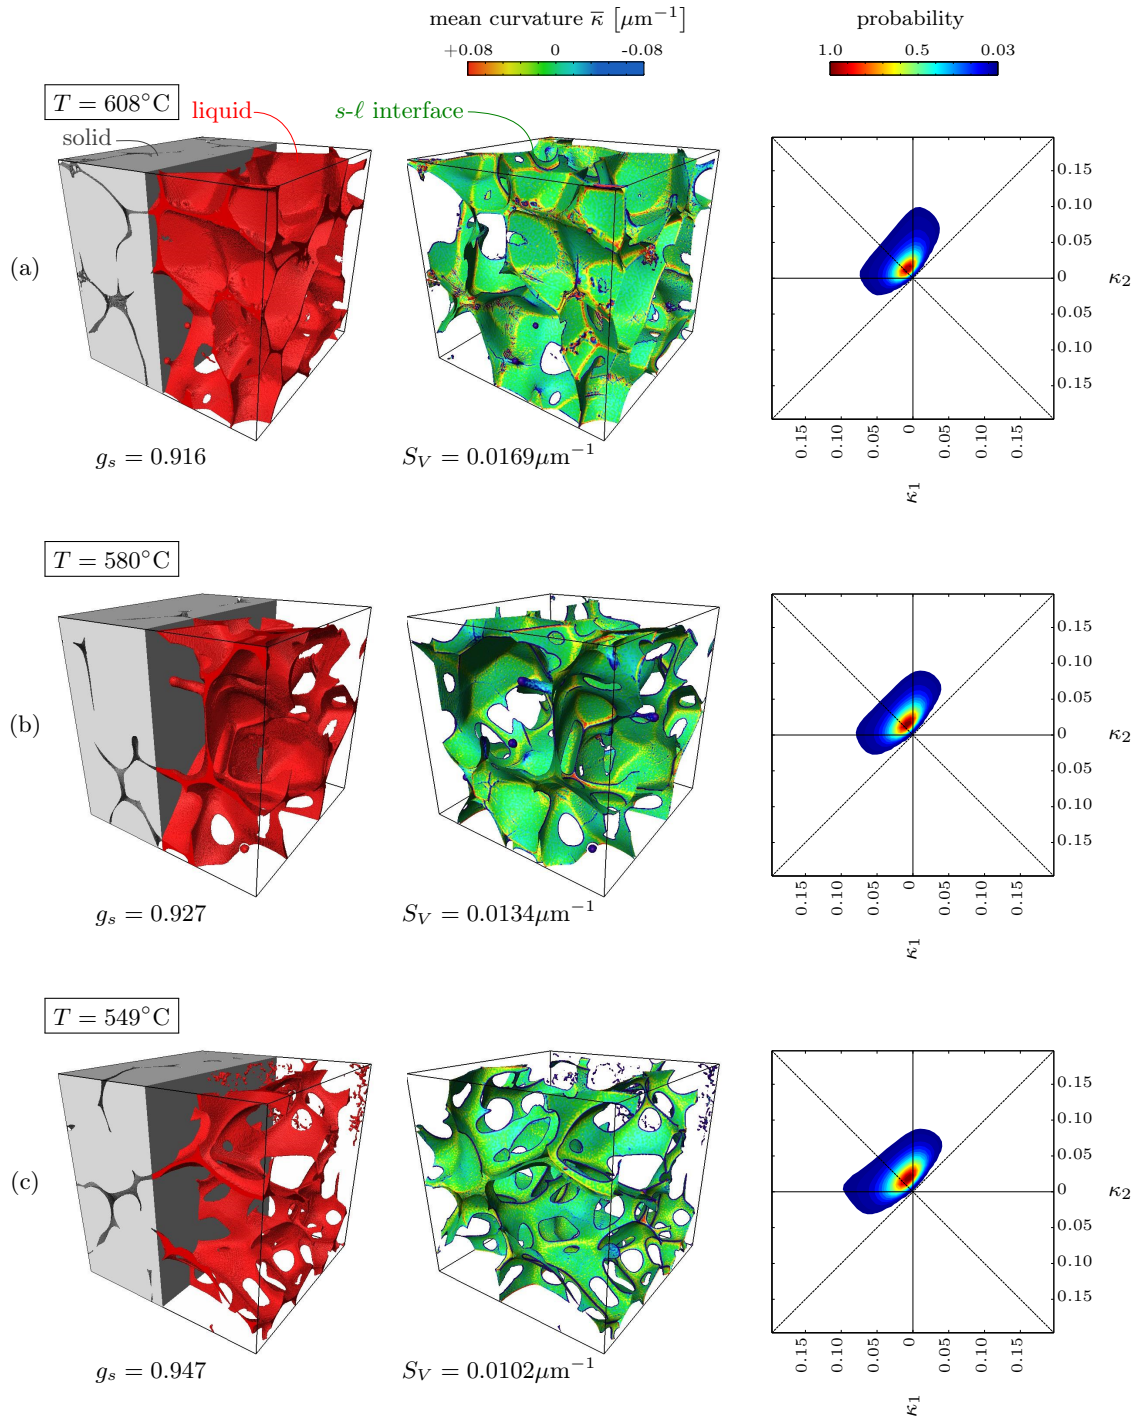 mean curvature κ̅ [μm⁻¹]
+0.08 0 -0.08
probability
1.0 0.5 0.03
T = 608°C
solid
liquid
s-ℓ interface
(a)
0.15
0.10
0.05
0
0.05
0.10
0.15
κ₂
0.15 0.10 0.05 0 0.05 0.10 0.15
κ₁
g_s = 0.916
S_V = 0.0169μm⁻¹
T = 580°C
(b)
0.15
0.10
0.05
0
0.05
0.10
0.15
κ₂
0.15 0.10 0.05 0 0.05 0.10 0.15
κ₁
g_s = 0.927
S_V = 0.0134μm⁻¹
T = 549°C
(c)
0.15
0.10
0.05
0
0.05
0.10
0.15
κ₂
0.15 0.10 0.05 0 0.05 0.10 0.15
κ₁
g_s = 0.947
S_V = 0.0102μm⁻¹